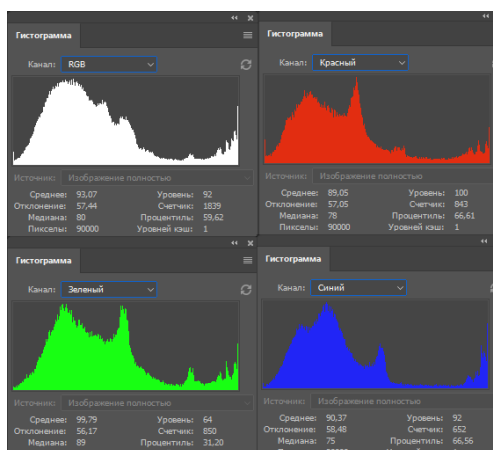 Гистограмма
Канал: RGB
Источник: Изображение полностью
Среднее: 93,07 Уровень: 92
Отклонение: 57,44 Счетчик: 1839
Медиана: 80 Процентиль: 59,62
Пикселы: 90000 Уровней кэш: 1
Гистограмма
Канал: Красный
Источник: Изображение полностью
Среднее: 89,05 Уровень: 100
Отклонение: 57,05 Счетчик: 843
Медиана: 78 Процентиль: 66,61
Пикселы: 90000 Уровней кэш: 1
Гистограмма
Канал: Зеленый
Источник: Изображение полностью
Среднее: 99,79 Уровень: 64
Отклонение: 56,17 Счетчик: 850
Медиана: 89 Процентиль: 31,20
Гистограмма
Канал: Синий
Источник: Изображение полностью
Среднее: 90,37 Уровень: 92
Отклонение: 58,48 Счетчик: 652
Медиана: 75 Процентиль: 66,56